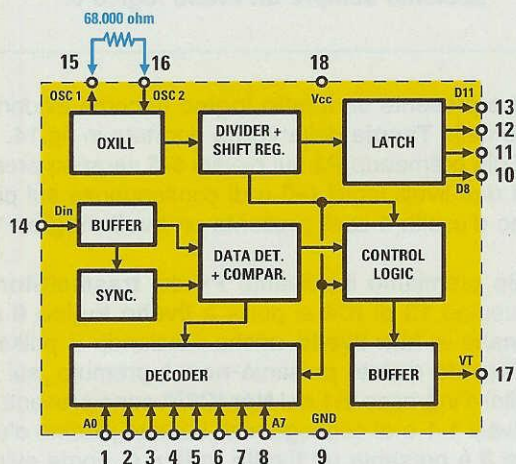 68.000 ohm
15 16 18
OSC 1 OSC 2 Vcc D11
OXILL
DIVIDER +
SHIFT REG.
LATCH
13
12
11
10
D8
14
Din
BUFFER
DATA DET.
+ COMPAR.
CONTROL
LOGIC
SYNC.
DECODER
BUFFER
VT
17
A0 A7 GND
1 2 3 4 5 6 7 8 9